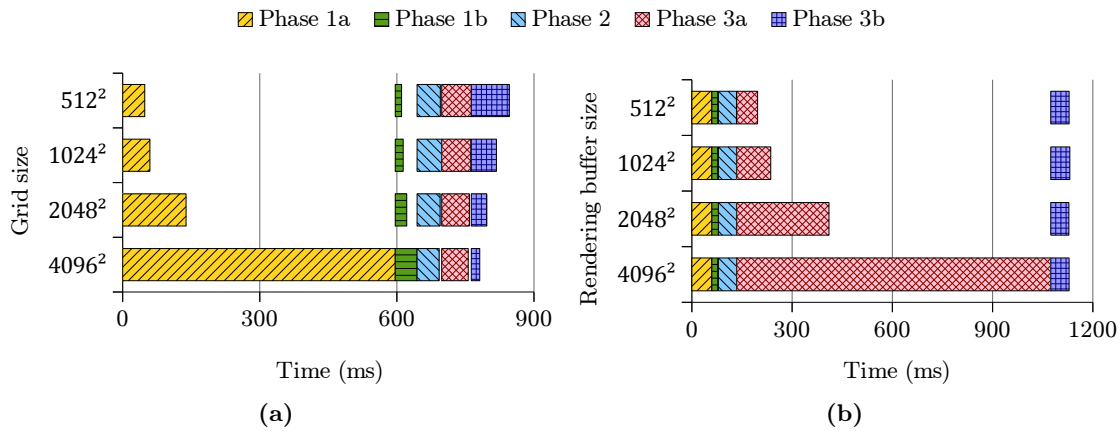 Phase 1a Phase 1b Phase 2 Phase 3a Phase 3b
Grid size
512²
1024²
2048²
4096²
0 300 600 900
Time (ms)
(a)
Rendering buffer size
512²
1024²
2048²
4096²
0 300 600 900 1200
Time (ms)
(b)